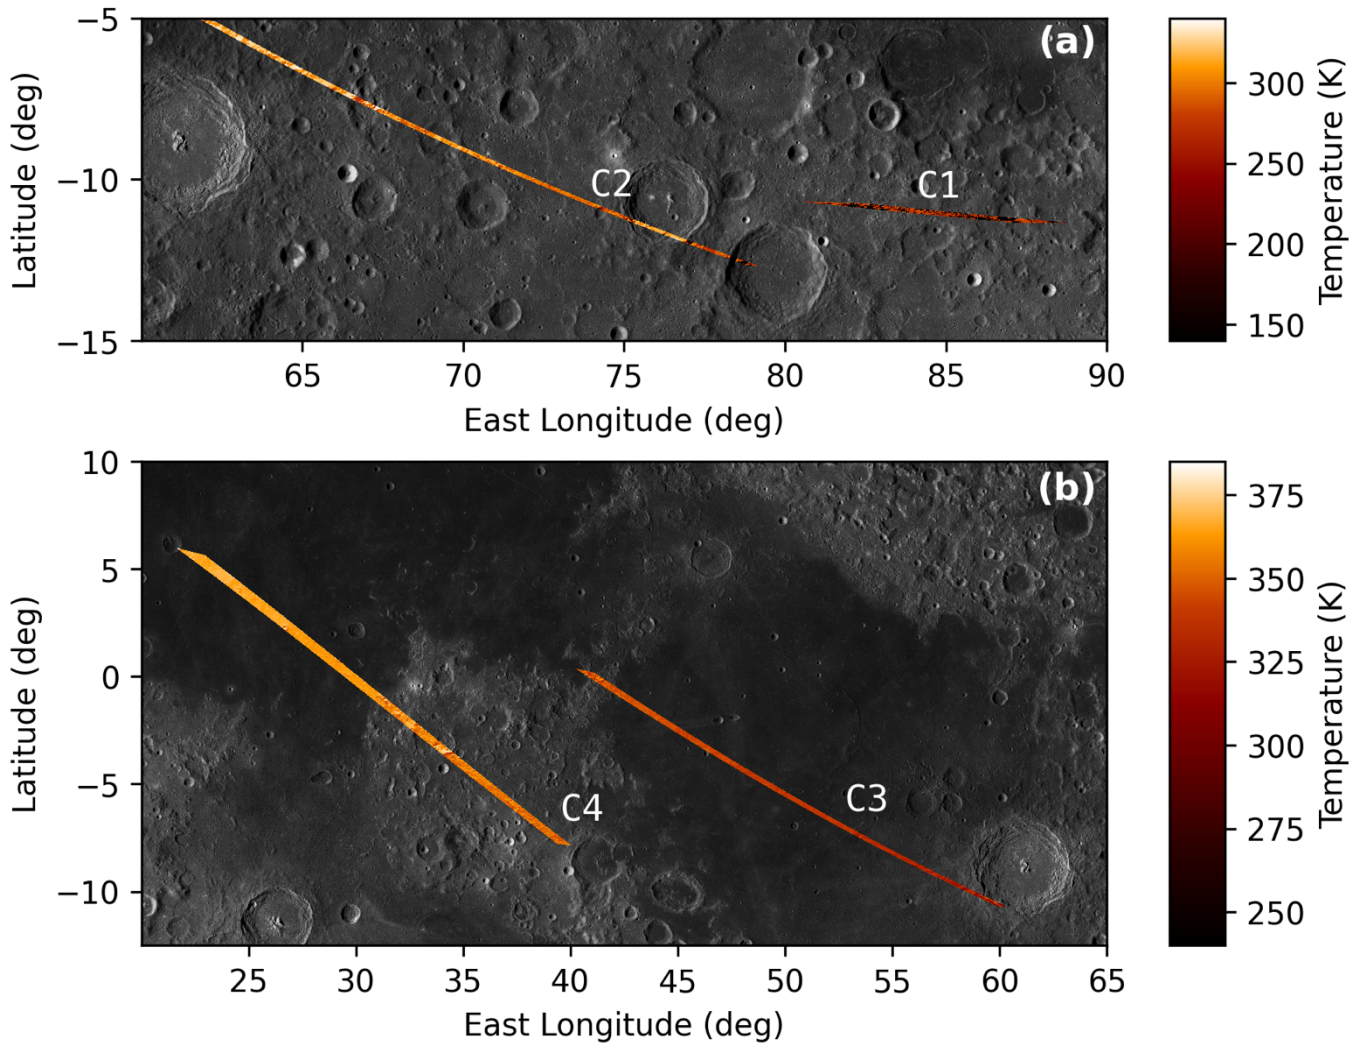 (a)
−5
−10
−15
Latitude (deg)
C2
C1
65
70
75
80
85
90
East Longitude (deg)
300
250
200
150
Temperature (K)
(b)
10
5
0
−5
−10
Latitude (deg)
C4
C3
25
30
35
40
45
50
55
60
65
East Longitude (deg)
375
350
325
300
275
250
Temperature (K)